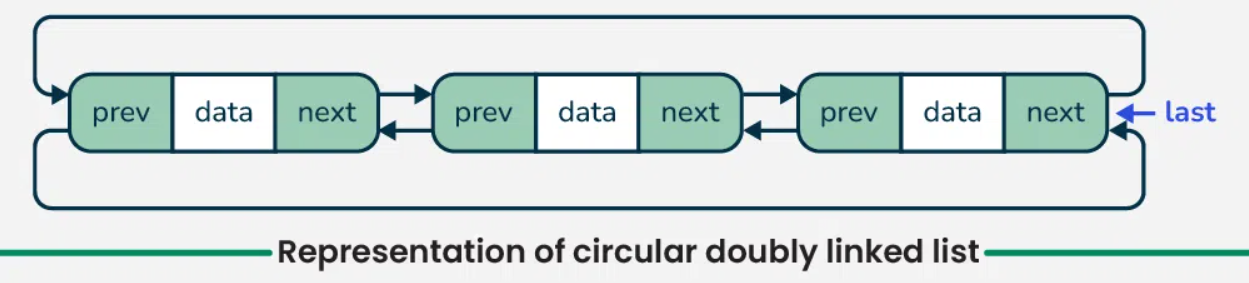 prev data next prev data next prev data next last
Representation of circular doubly linked list